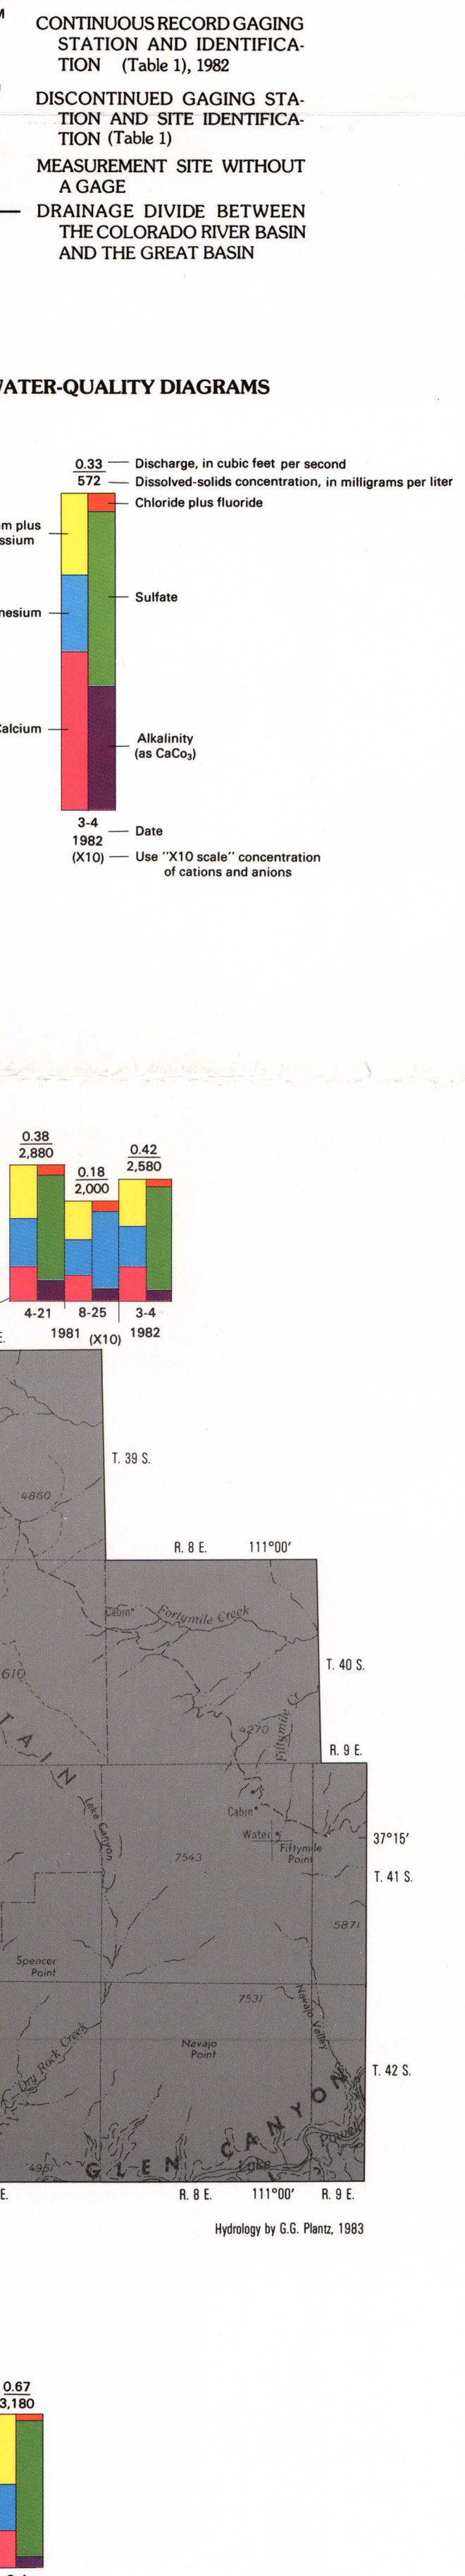 M
CONTINUOUS RECORD GAGING
STATION AND IDENTIFICA-
TION (Table 1), 1982
DISCONTINUED GAGING STA-
TION AND SITE IDENTIFICA-
TION (Table 1)
MEASUREMENT SITE WITHOUT
A GAGE
DRAINAGE DIVIDE BETWEEN
THE COLORADO RIVER BASIN
AND THE GREAT BASIN
WATER-QUALITY DIAGRAMS
0.33 Discharge, in cubic feet per second
572 Dissolved-solids concentration, in milligrams per liter
Chloride plus fluoride
m plus
ssium
Sulfate
nesium
Calcium
Alkalinity
(as CaCo3)
3-4
1982
Date
(X10) Use "X10 scale" concentration
of cations and anions
0.38
2,880
0.18
2,000
0.42
2,580
4-21 8-25 3-4
1981 (X10) 1982
E.
T. 39 S.
4860
R. 8 E. 111°00'
Cabin
Fortymile Creek
T. 40 S.
610
4270
Fiftymile Cr
TAIN
R. 9 E.
Lake Canyon
Cabin
Water
37°15'
Fiftymile
Point
7543
T. 41 S.
5871
Spencer
Point
7531
Navajo Valley
Dry Rock Creek
Navajo
Point
T. 42 S.
4951
GLEN CANYON
Lake Powell
E. R. 8 E. 111°00' R. 9 E.
Hydrology by G.G. Plantz, 1983
0.67
3,180